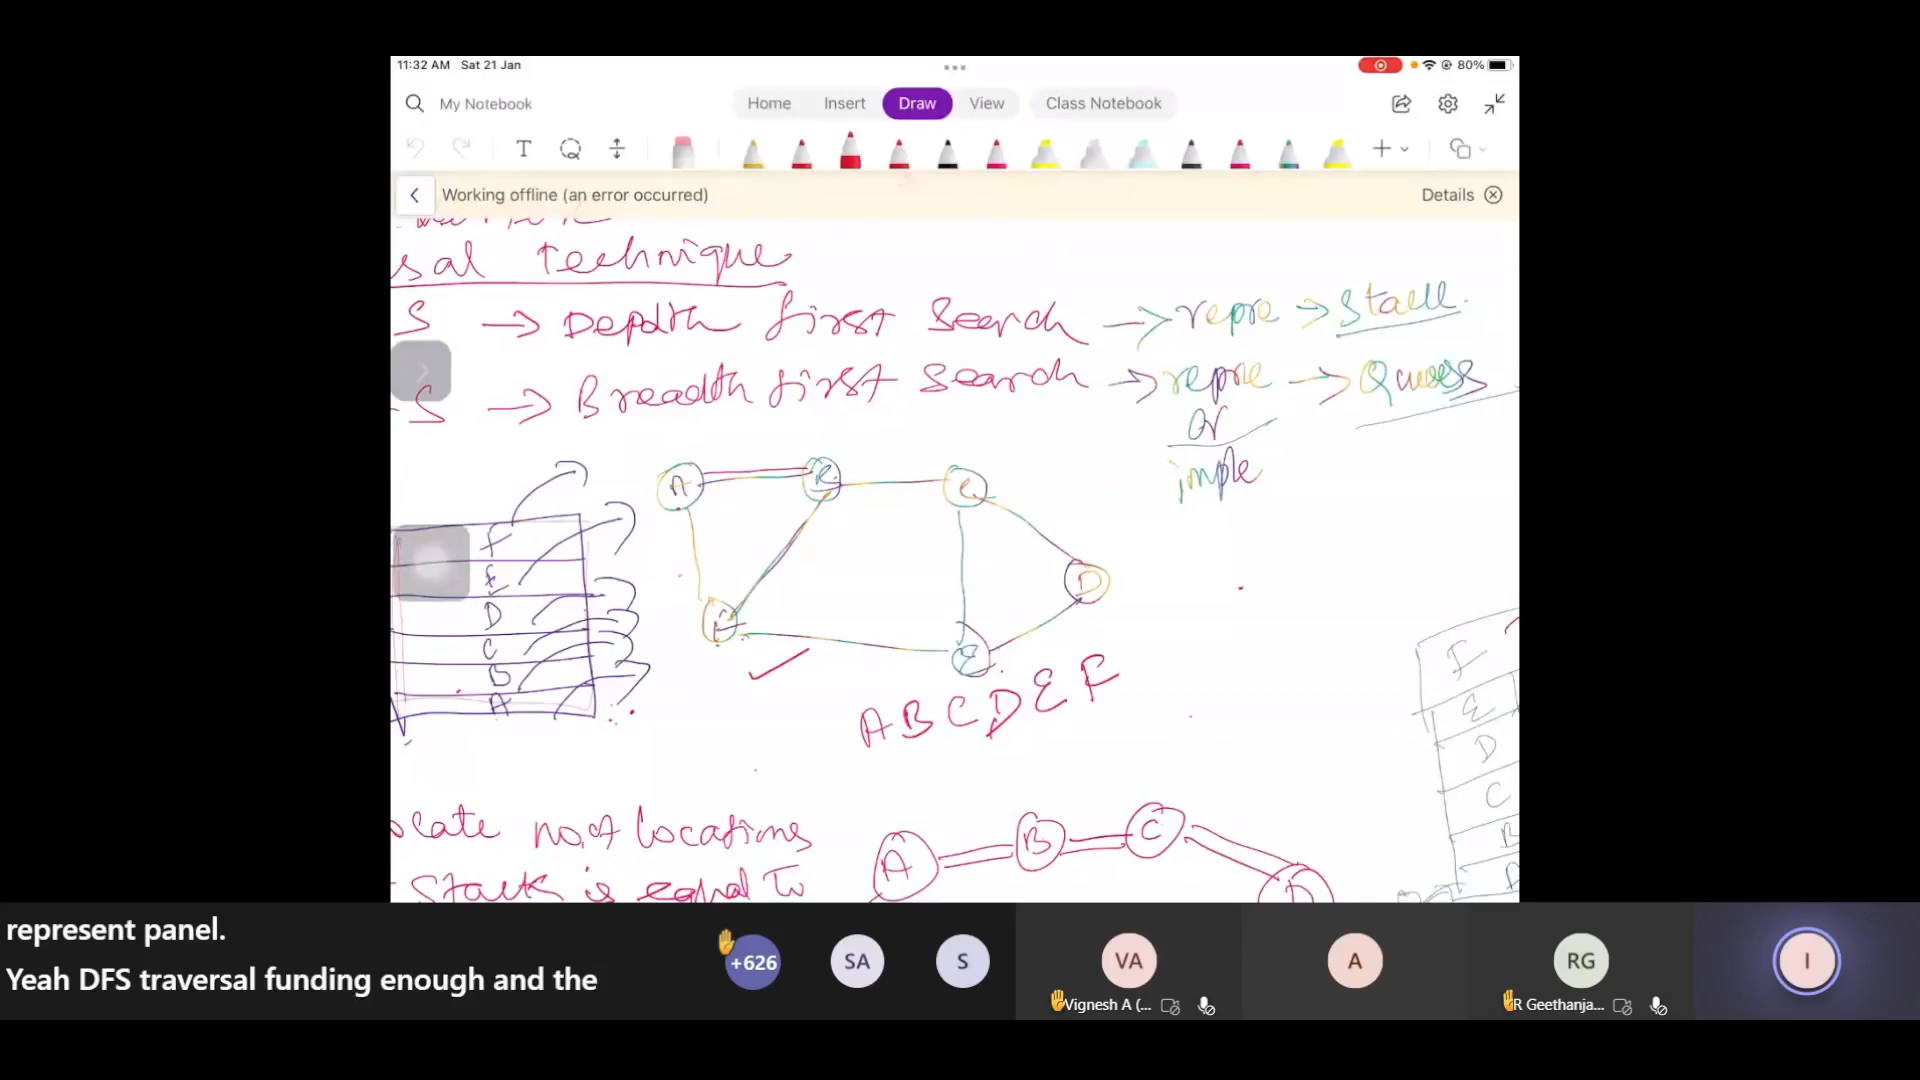 11:32 AM Sat 21 Jan
80%
My Notebook
Home Insert Draw View Class Notebook
Working offline (an error occurred)
Details
sal technique
S → Depdth first Search → repre → Stack
S → Breadth first Search → repre → Queues
or
imple
A B C
F
E
D
C
B
A
D
F
E
A B C D E F
F
E
D
C
B
ocate no.of locations
Stack is equal To
A B C
D
represent panel.
Yeah DFS traversal funding enough and the
+626
SA
S
VA
A
RG
I
Vignesh A (...
R Geethanja...